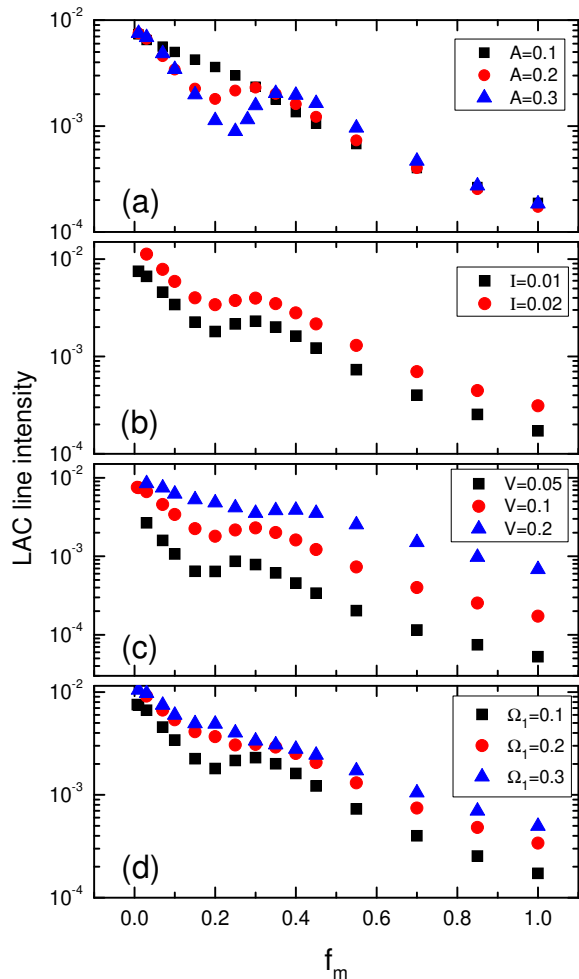 LAC line intensity
10⁻²
10⁻³
10⁻⁴
A=0.1
A=0.2
A=0.3
(a)
10⁻²
10⁻³
10⁻⁴
I=0.01
I=0.02
(b)
10⁻²
10⁻³
10⁻⁴
V=0.05
V=0.1
V=0.2
(c)
10⁻²
10⁻³
10⁻⁴
Ω₁=0.1
Ω₁=0.2
Ω₁=0.3
(d)
0.0 0.2 0.4 0.6 0.8 1.0
fₘ